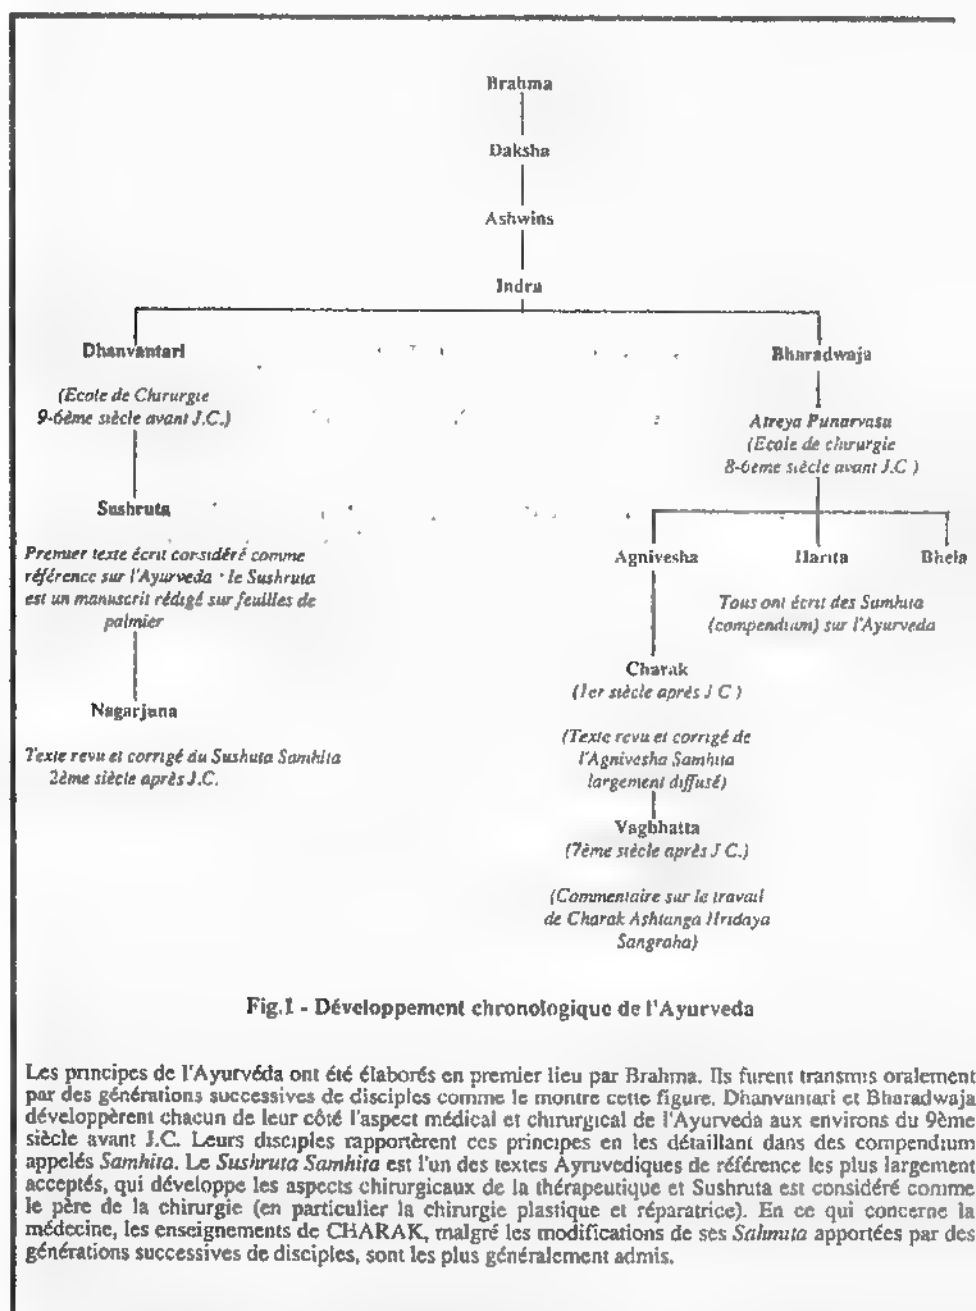 Brahma
Daksha
Ashwins
Indra
Dhanvantari
(Ecole de Chirurgie
9-6ème siècle avant J.C.)
Sushruta
Premier texte écrit considéré comme
référence sur l'Ayurveda · le Sushruta
est un manuscrit rédigé sur feuilles de
palmier
Nagarjuna
Texte revu et corrigé du Sushuta Samhita
2ème siècle après J.C.
Bharadwaja
Atreya Punarvasu
(Ecole de chirurgie
8-6eme siècle avant J.C )
Agnivesha Harita Bhela
Tous ont écrit des Samhita
(compendium) sur l'Ayurveda
Charak
(1er siècle après J C )
(Texte revu et corrigé de
l'Agnivesha Samhita
largement diffusé)
Vagbhatta
(7ème siècle après J C.)
(Commentaire sur le travail
de Charak Ashtanga Hridaya
Sangraha)
Fig.1 - Développement chronologique de l'Ayurveda
Les principes de l'Ayurvéda ont été élaborés en premier lieu par Brahma. Ils furent transmis oralement
par des générations successives de disciples comme le montre cette figure. Dhanvantari et Bharadwaja
développèrent chacun de leur côté l'aspect médical et chirurgical de l'Ayurveda aux environs du 9ème
siècle avant J.C. Leurs disciples rapportèrent ces principes en les détaillant dans des compendium
appelés Samhita. Le Sushruta Samhita est l'un des textes Ayruvediques de référence les plus largement
acceptés, qui développe les aspects chirurgicaux de la thérapeutique et Sushruta est considéré comme
le père de la chirurgie (en particulier la chirurgie plastique et réparatrice). En ce qui concerne la
médecine, les enseignements de CHARAK, malgré les modifications de ses Sahmita apportées par des
générations successives de disciples, sont les plus généralement admis.